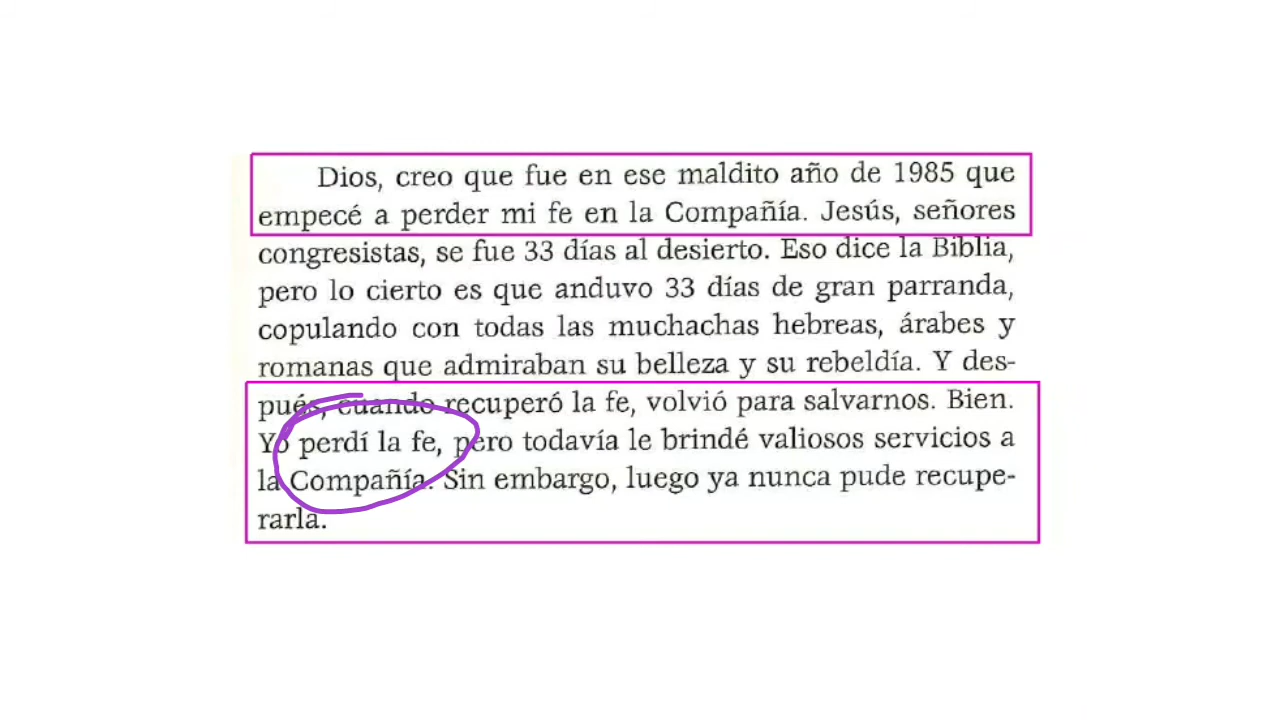 Dios, creo que fue en ese maldito año de 1985 que
empecé a perder mi fe en la Compañía. Jesús, señores
congresistas, se fue 33 días al desierto. Eso dice la Biblia,
pero lo cierto es que anduvo 33 días de gran parranda,
copulando con todas las muchachas hebreas, árabes y
romanas que admiraban su belleza y su rebeldía. Y des-
pués, cuando recuperó la fe, volvió para salvarnos. Bien.
Yo perdí la fe, pero todavía le brindé valiosos servicios a
la Compañía. Sin embargo, luego ya nunca pude recupe-
rarla.